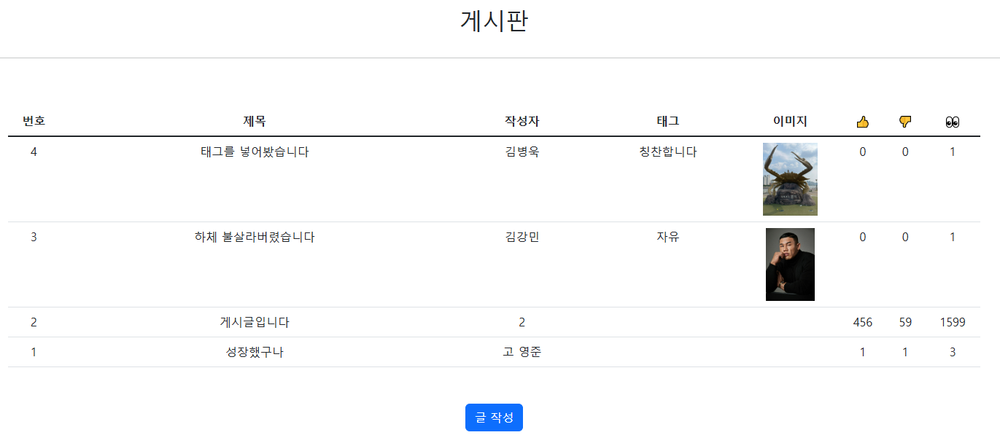 게시판
번호 제목 작성자 태그 이미지 👍 👎 👀
4 태그를 넣어봤습니다 김병욱 칭찬합니다 0 0 1
3 하체 불살라버렸습니다 김강민 자유 0 0 1
2 게시글입니다 2 456 59 1599
1 성장했구나 고 영준 1 1 3
글 작성